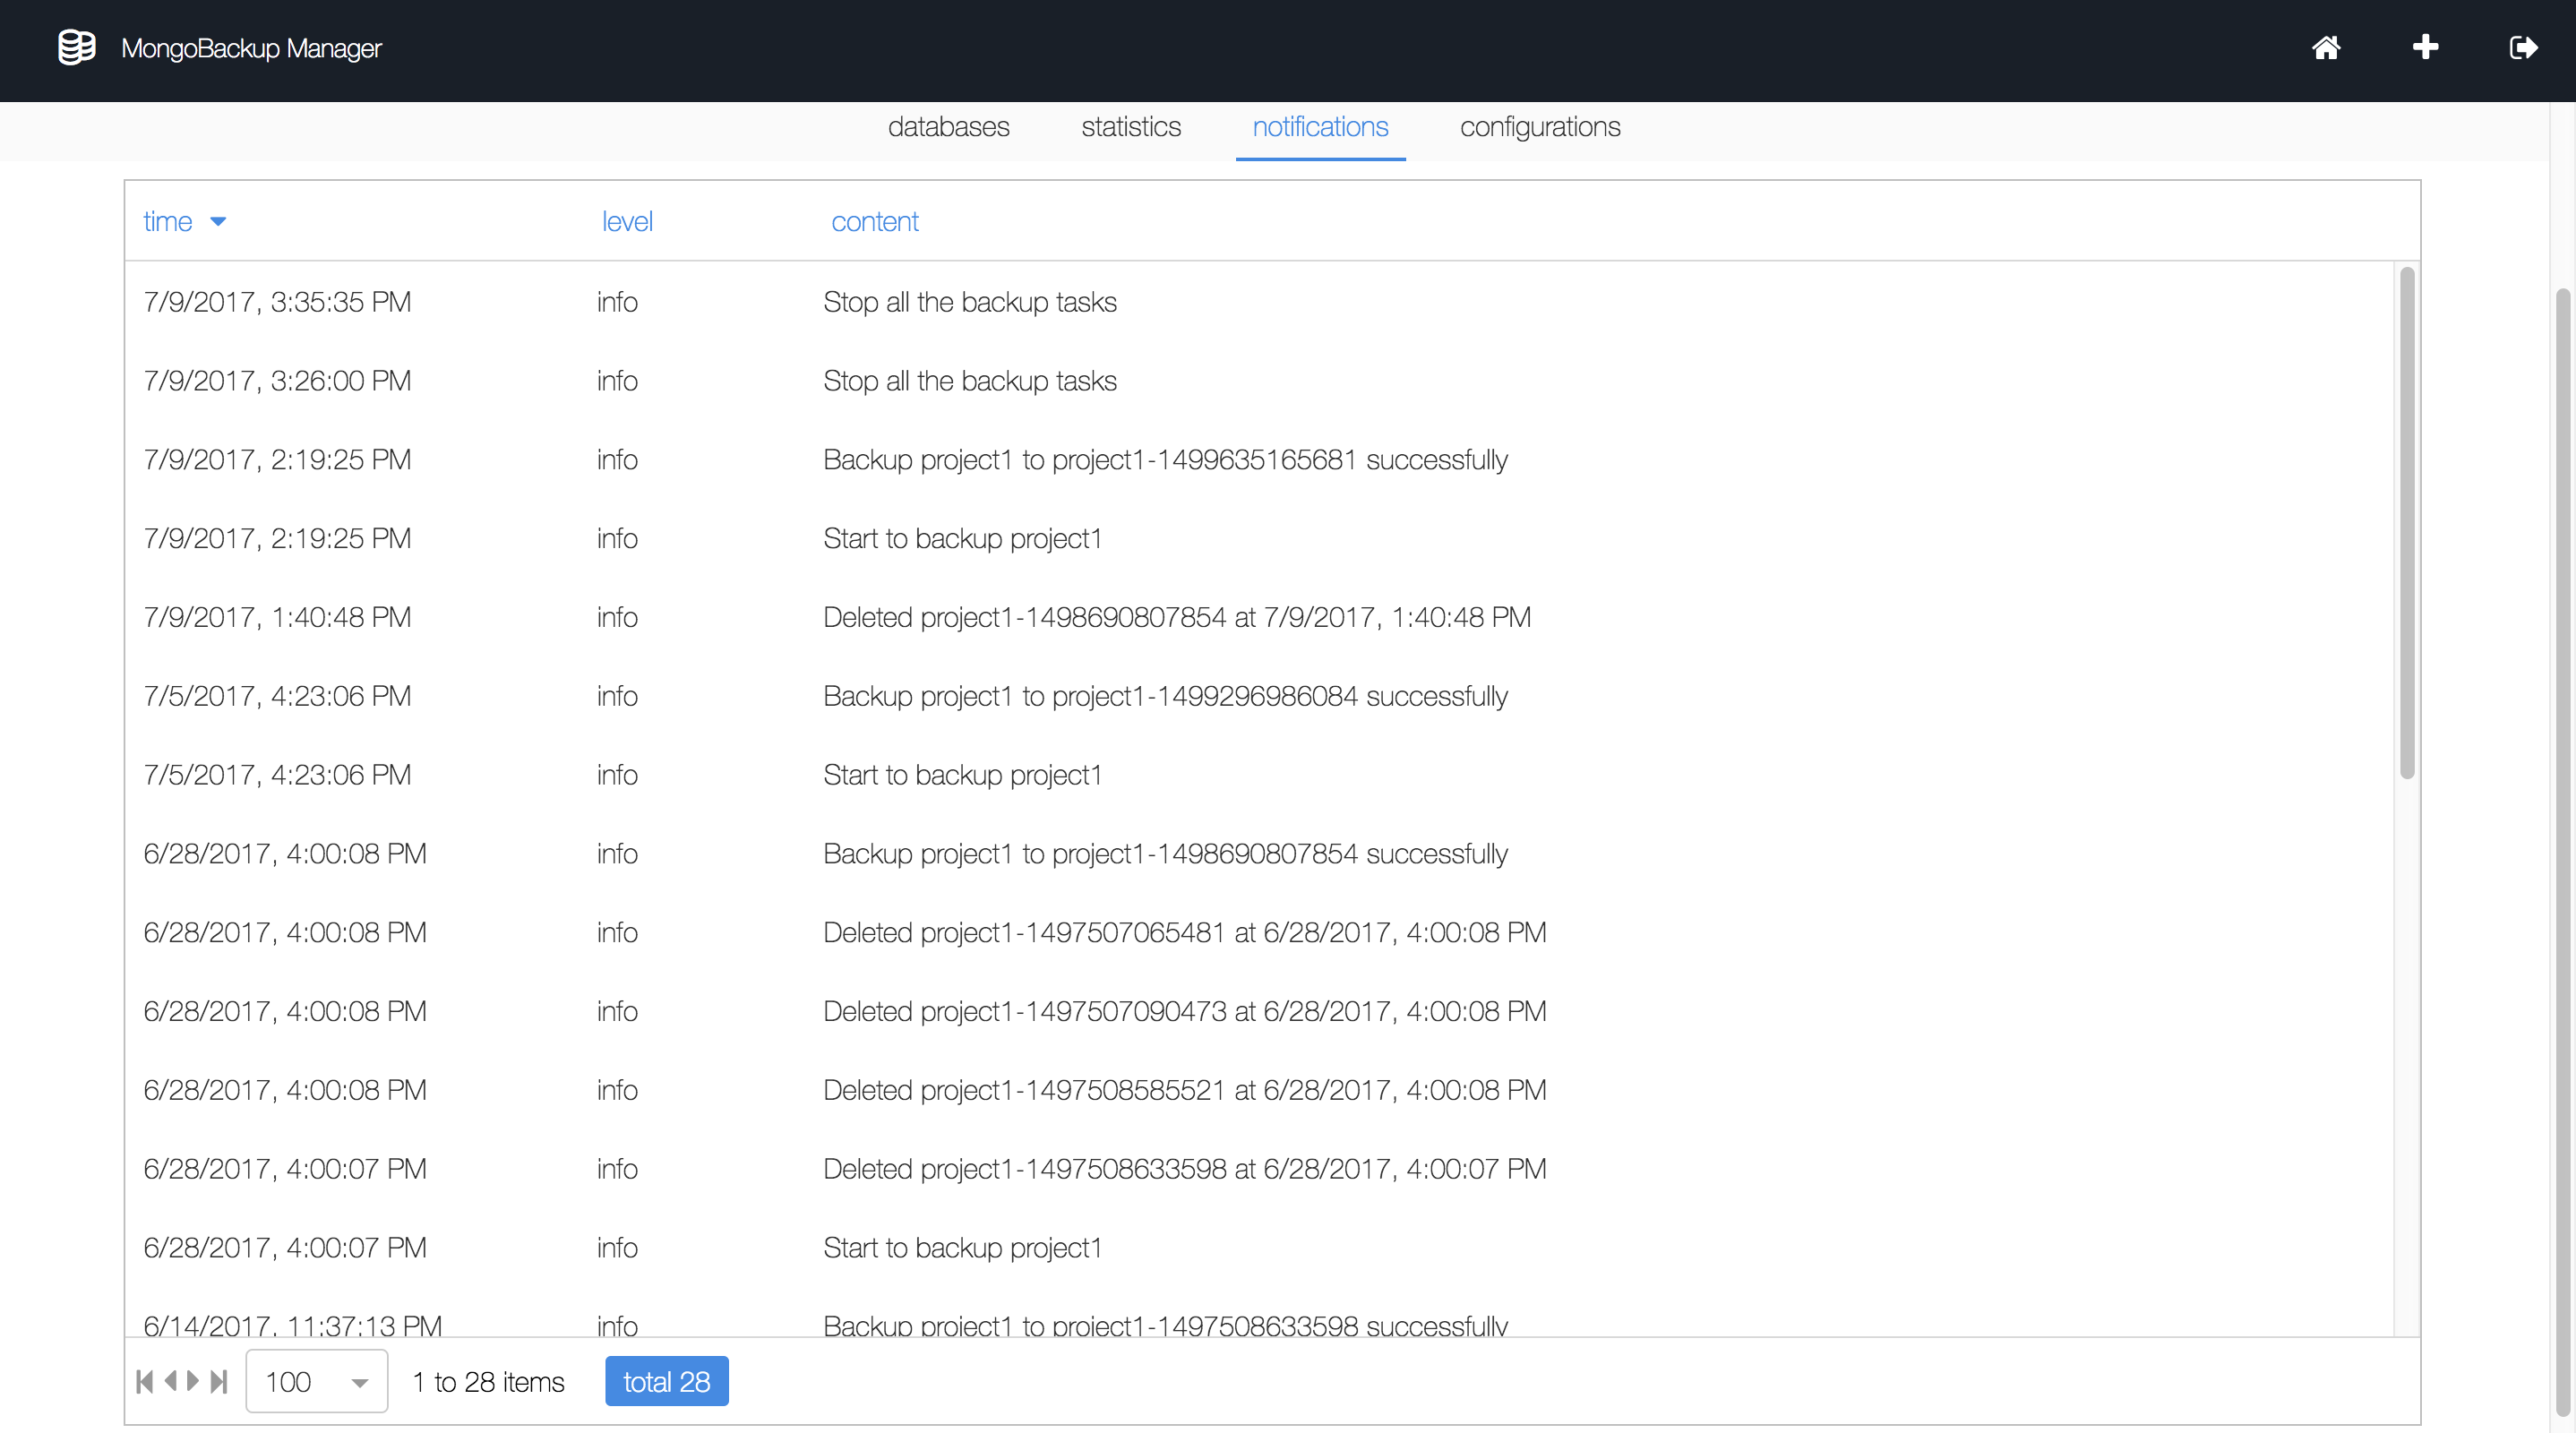 MongoBackup Manager
databases statistics notifications configurations
time level content
7/9/2017, 3:35:35 PM info Stop all the backup tasks
7/9/2017, 3:26:00 PM info Stop all the backup tasks
7/9/2017, 2:19:25 PM info Backup project1 to project1-1499635165681 successfully
7/9/2017, 2:19:25 PM info Start to backup project1
7/9/2017, 1:40:48 PM info Deleted project1-1498690807854 at 7/9/2017, 1:40:48 PM
7/5/2017, 4:23:06 PM info Backup project1 to project1-1499296986084 successfully
7/5/2017, 4:23:06 PM info Start to backup project1
6/28/2017, 4:00:08 PM info Backup project1 to project1-1498690807854 successfully
6/28/2017, 4:00:08 PM info Deleted project1-1497507065481 at 6/28/2017, 4:00:08 PM
6/28/2017, 4:00:08 PM info Deleted project1-1497507090473 at 6/28/2017, 4:00:08 PM
6/28/2017, 4:00:08 PM info Deleted project1-1497508585521 at 6/28/2017, 4:00:08 PM
6/28/2017, 4:00:07 PM info Deleted project1-1497508633598 at 6/28/2017, 4:00:07 PM
6/28/2017, 4:00:07 PM info Start to backup project1
6/14/2017, 11:37:13 PM info Backup project1 to project1-1497508633598 successfully
100 1 to 28 items total 28